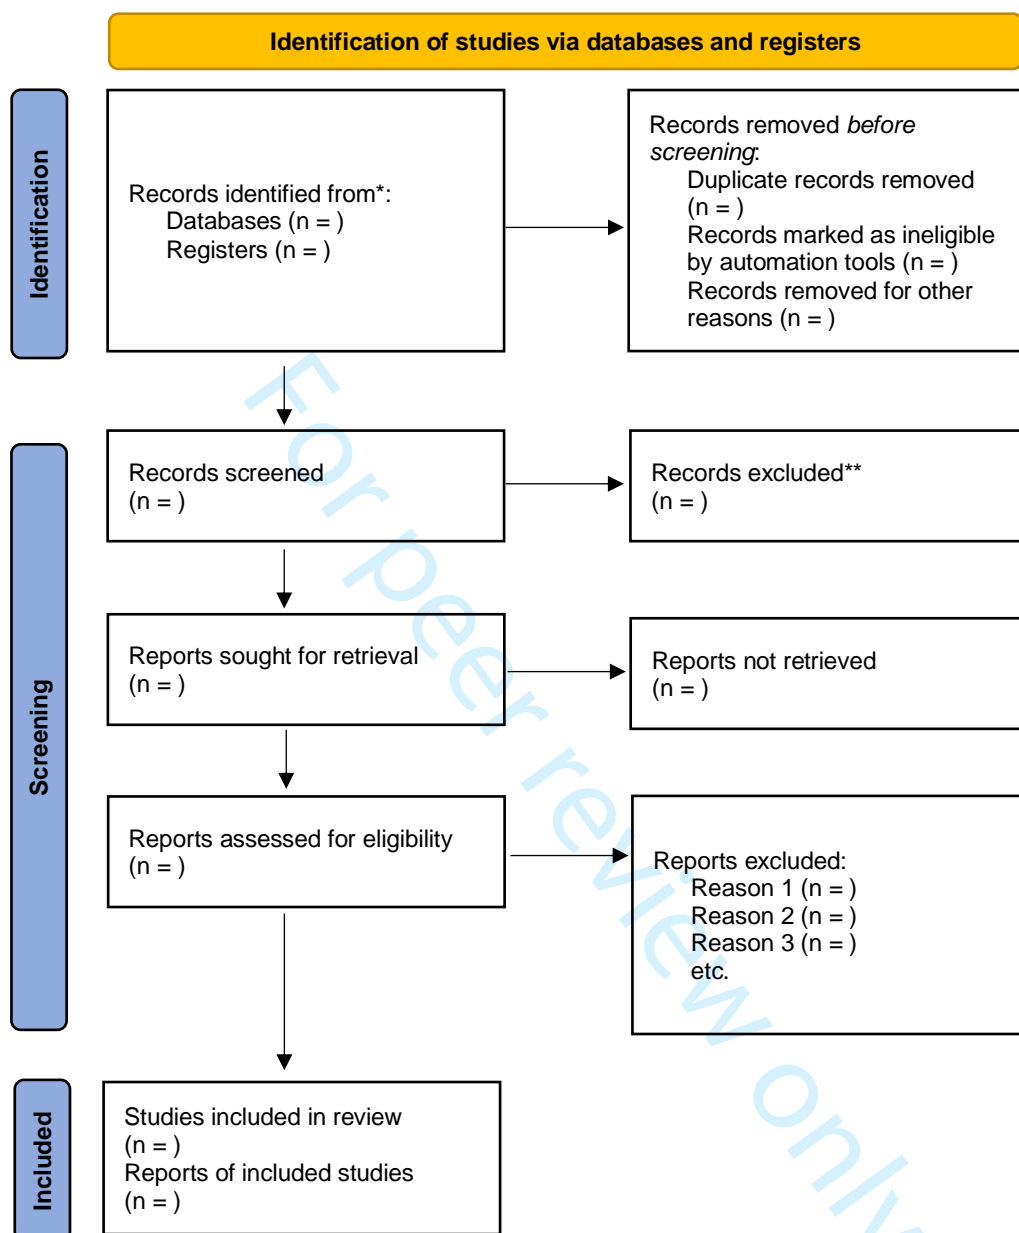 Identification of studies via databases and registers
Identification
Records identified from*:
Databases (n = )
Registers (n = )
Records removed before
screening:
Duplicate records removed
(n = )
Records marked as ineligible
by automation tools (n = )
Records removed for other
reasons (n = )
Screening
Records screened
(n = )
Records excluded**
(n = )
Reports sought for retrieval
(n = )
Reports not retrieved
(n = )
Reports assessed for eligibility
(n = )
Reports excluded:
Reason 1 (n = )
Reason 2 (n = )
Reason 3 (n = )
etc.
Included
Studies included in review
(n = )
Reports of included studies
(n = )
For peer review only